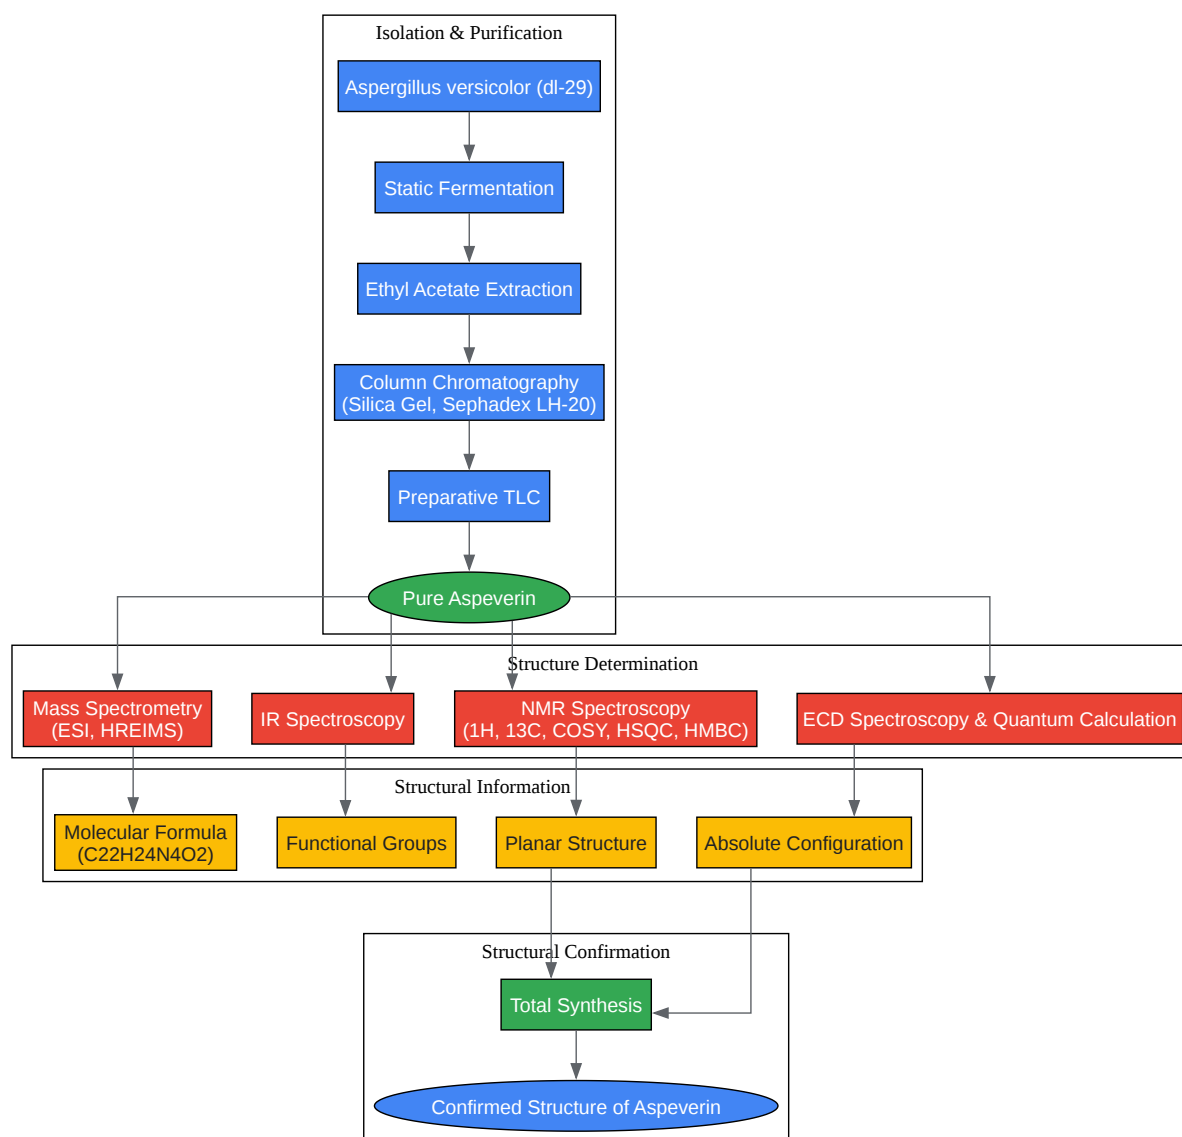 Isolation & Purification
Aspergillus versicolor (dl-29)
Static Fermentation
Ethyl Acetate Extraction
Column Chromatography
(Silica Gel, Sephadex LH-20)
Preparative TLC
Pure Aspeverin
Structure Determination
Mass Spectrometry
(ESI, HREIMS)
IR Spectroscopy
NMR Spectroscopy
(1H, 13C, COSY, HSQC, HMBC)
ECD Spectroscopy & Quantum Calculation
Structural Information
Molecular Formula
(C22H24N4O2)
Functional Groups
Planar Structure
Absolute Configuration
Structural Confirmation
Total Synthesis
Confirmed Structure of Aspeverin